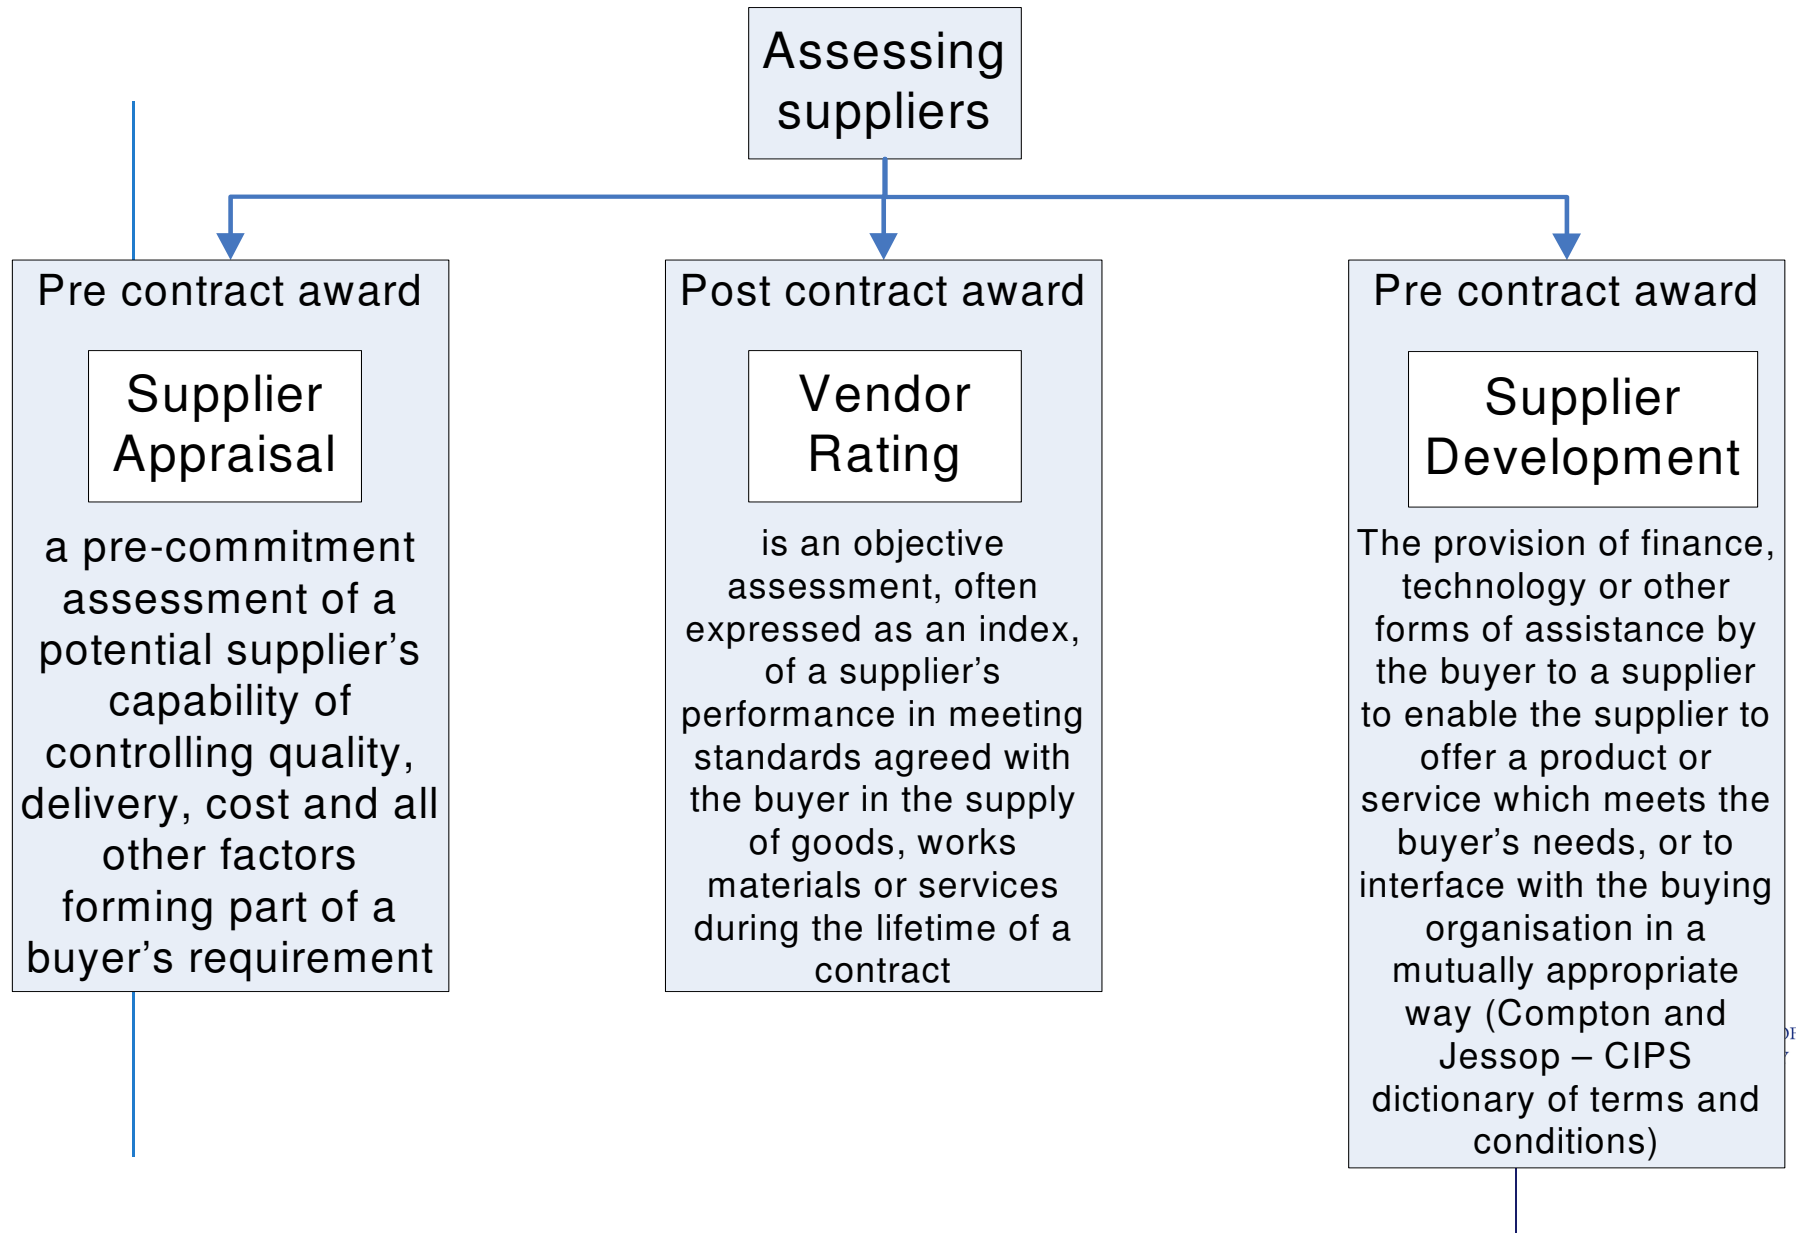 Assessing
suppliers
Pre contract award
Supplier
Appraisal
a pre-commitment
assessment of a
potential supplier’s
capability of
controlling quality,
delivery, cost and all
other factors
forming part of a
buyer’s requirement
Post contract award
Vendor
Rating
is an objective
assessment, often
expressed as an index,
of a supplier’s
performance in meeting
standards agreed with
the buyer in the supply
of goods, works
materials or services
during the lifetime of a
contract
Pre contract award
Supplier
Development
The provision of finance,
technology or other
forms of assistance by
the buyer to a supplier
to enable the supplier to
offer a product or
service which meets the
buyer’s needs, or to
interface with the buying
organisation in a
mutually appropriate
way (Compton and
Jessop – CIPS
dictionary of terms and
conditions)